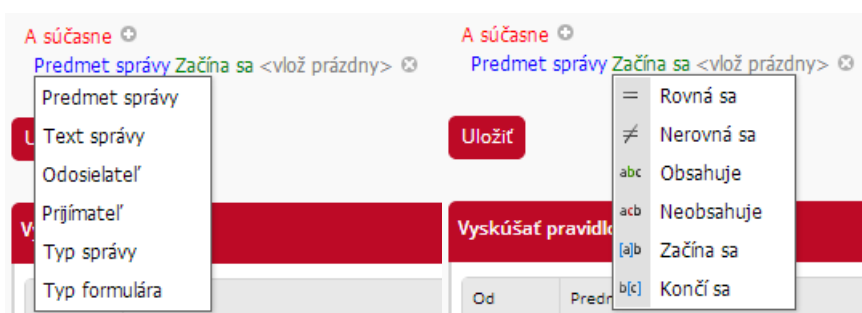 A súčasne
Predmet správy Začína sa <vlož prázdny>
Predmet správy
U Text správy
Odosielateľ
Prijímateľ
V
Typ správy
Typ formulára
A súčasne
Predmet správy Začína sa <vlož prázdny>
= Rovná sa
Uložiť
≠ Nerovná sa
abc Obsahuje
acb Neobsahuje
Vyskúšať pravidlo
[a]b Začína sa
Od Predm
b[c] Končí sa